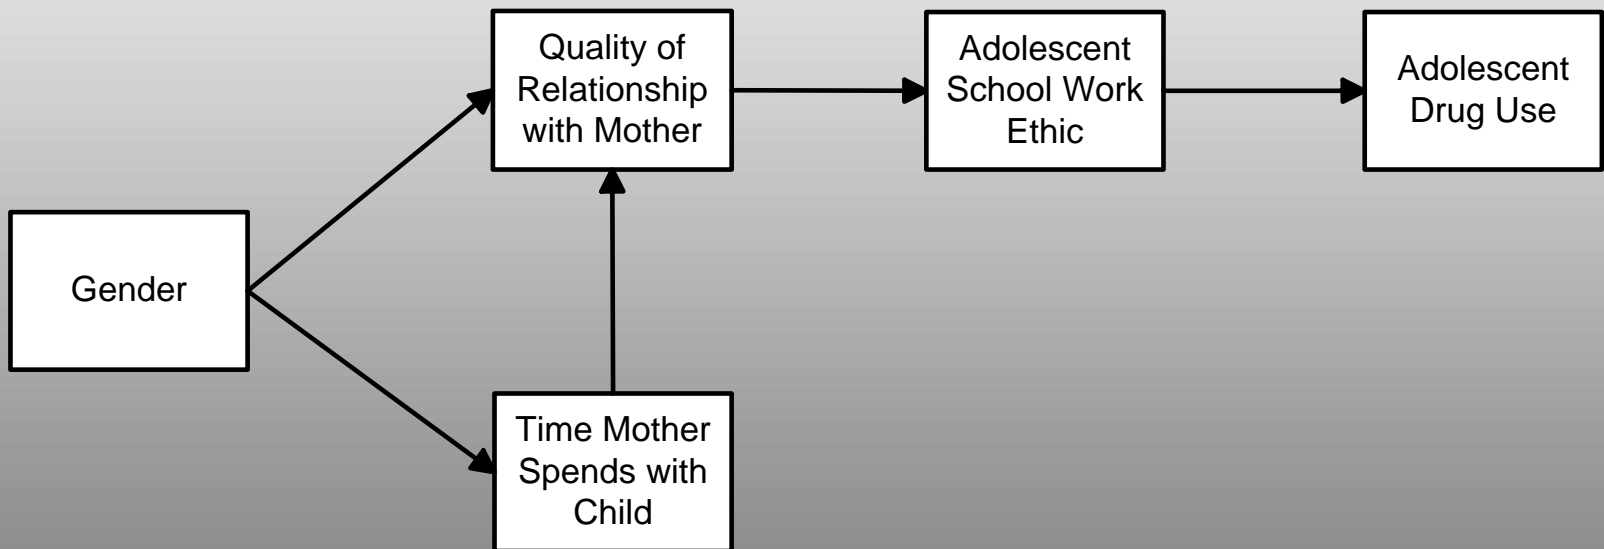 Quality of
Relationship
with Mother
Adolescent
School Work
Ethic
Adolescent
Drug Use
Gender
Time Mother
Spends with
Child